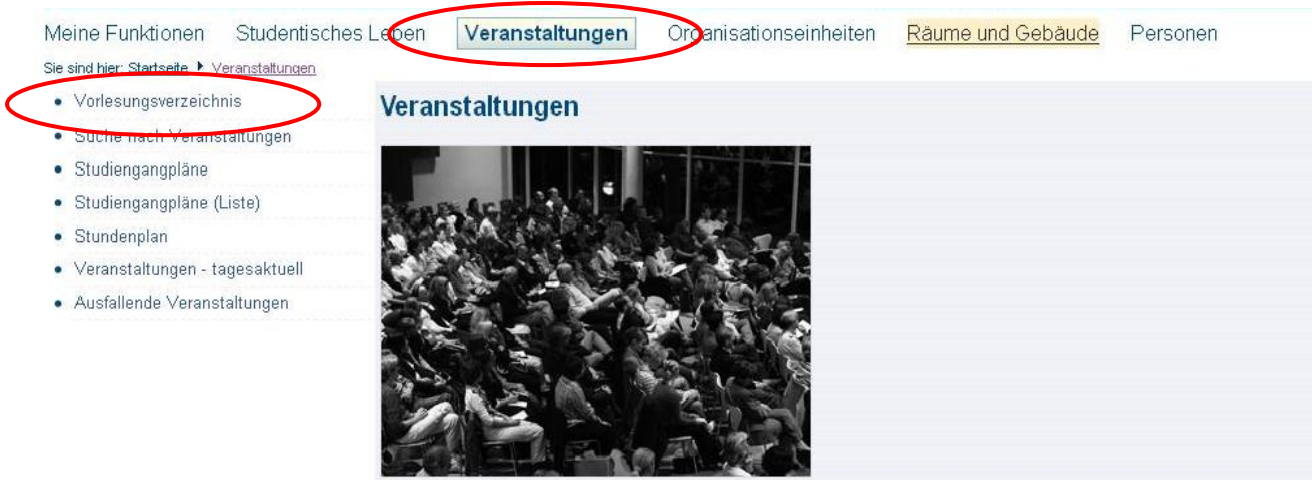 Meine Funktionen Studentisches Leben Veranstaltungen Organisationseinheiten Räume und Gebäude Personen
Sie sind hier: Startseite Veranstaltungen
Vorlesungsverzeichnis
Suche nach Veranstaltungen
Studiengangpläne
Studiengangpläne (Liste)
Stundenplan
Veranstaltungen - tagesaktuell
Ausfallende Veranstaltungen
Veranstaltungen